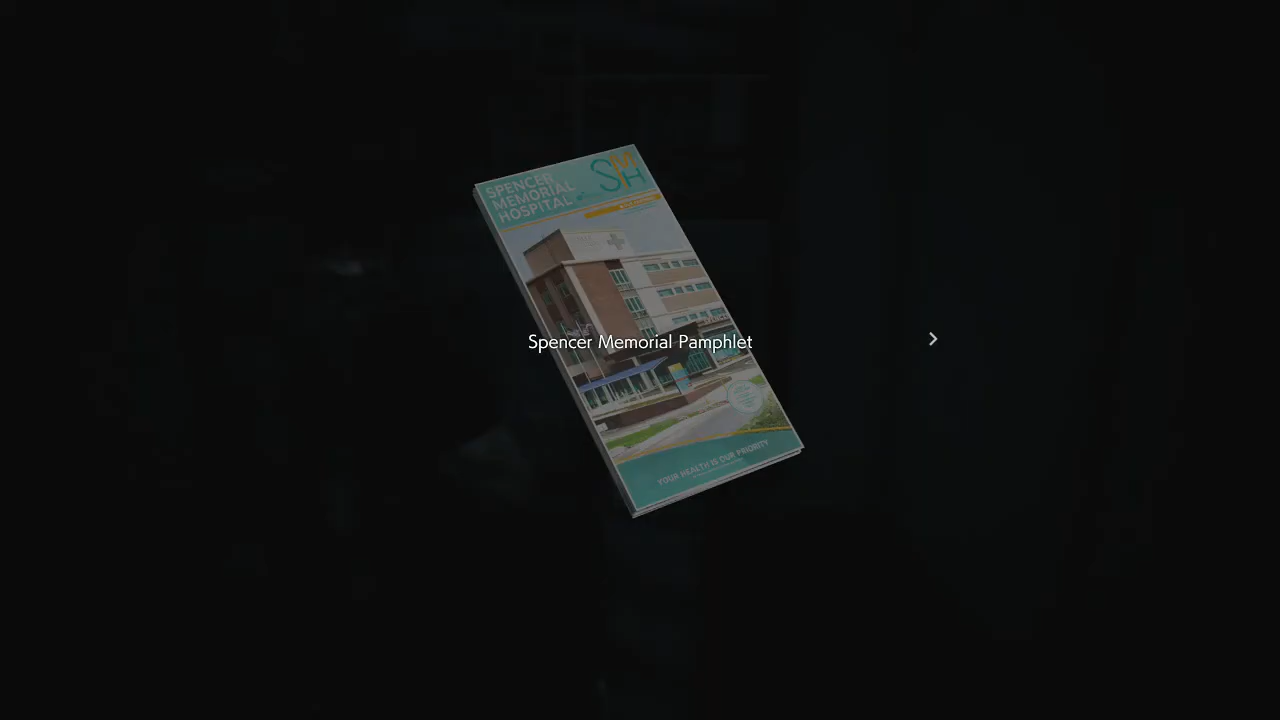 SPENCER
MEMORIAL
HOSPITAL
SMH
Spencer Memorial Pamphlet
YOUR HEALTH IS OUR PRIORITY